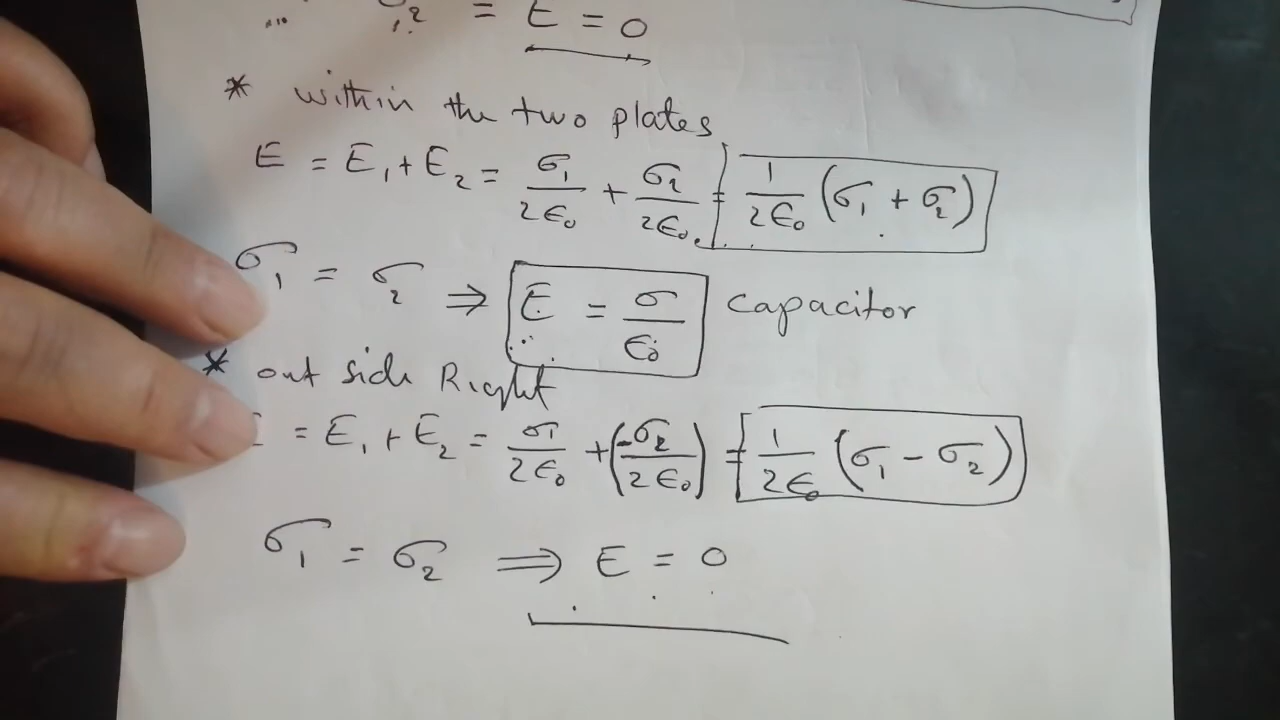 = E = 0
* within the two plates
E = E₁ + E₂ = σ₁/2ϵ₀ + σ₂/2ϵ₀ = 1/2ϵ₀ (σ₁ + σ₂)
σ₁ = σ₂ ⇒ E = σ/ϵ₀ capacitor
* out side Right
= E₁ + E₂ = σ₁/2ϵ₀ + (-σ₂/2ϵ₀) = 1/2ϵ₀ (σ₁ - σ₂)
σ₁ = σ₂ ⇒ E = 0